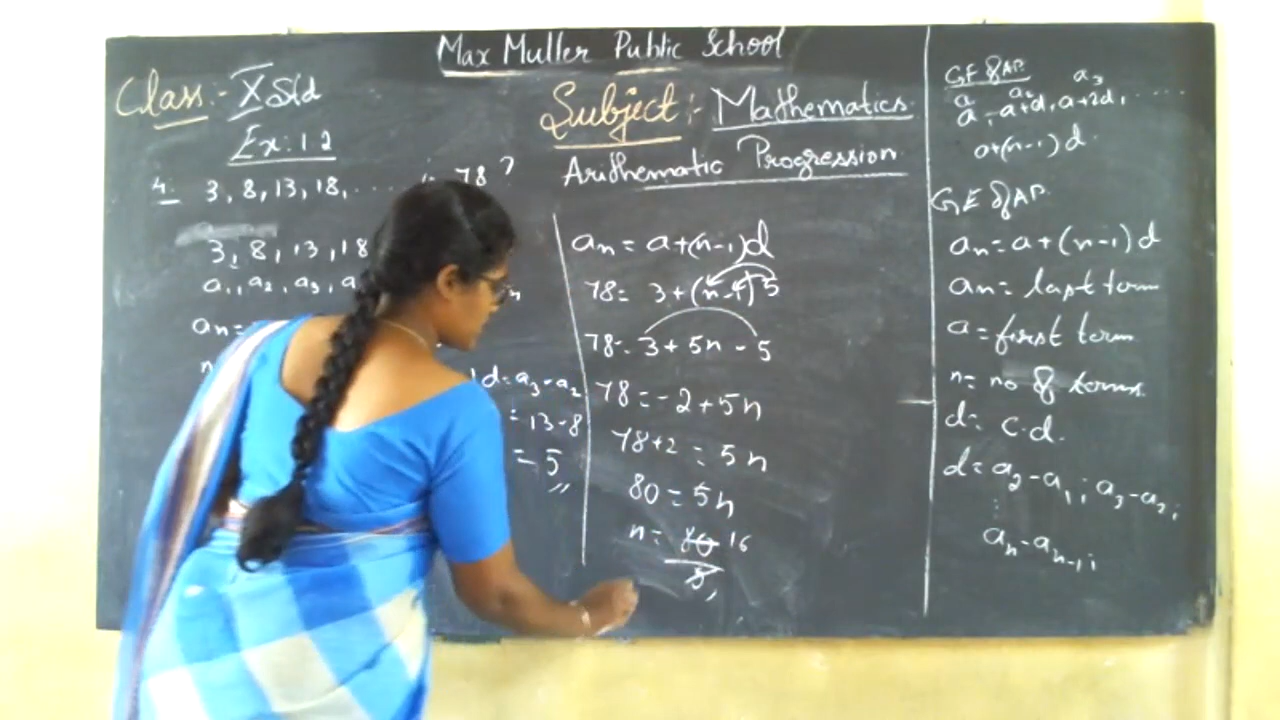 Max Muller Public School
Class:- X Std
Subject:- Mathematics
Ex: 1.2
Arithematic Progression
4. 3, 8, 13, 18, ...... 78?
3, 8, 13, 18
a₁, a₂, a₃, a
an =
d = a₃ - a₂
= 13 - 8
= 5
an = a+(n-1)d
78 = 3+(n-1)5
78 = 3 + 5n - 5
78 = -2 + 5n
78+2 = 5n
80 = 5n
n = 80/5 16
G.F of AP.
a a₂ a₃
a, a+d, a+2d, ......
a+(n-1)d.
G E of AP.
an = a + (n-1) d
an = last term
a = first term
n = no of terms.
d = c.d.
d = a₂ - a₁; a₃ - a₂;
an - an-1;